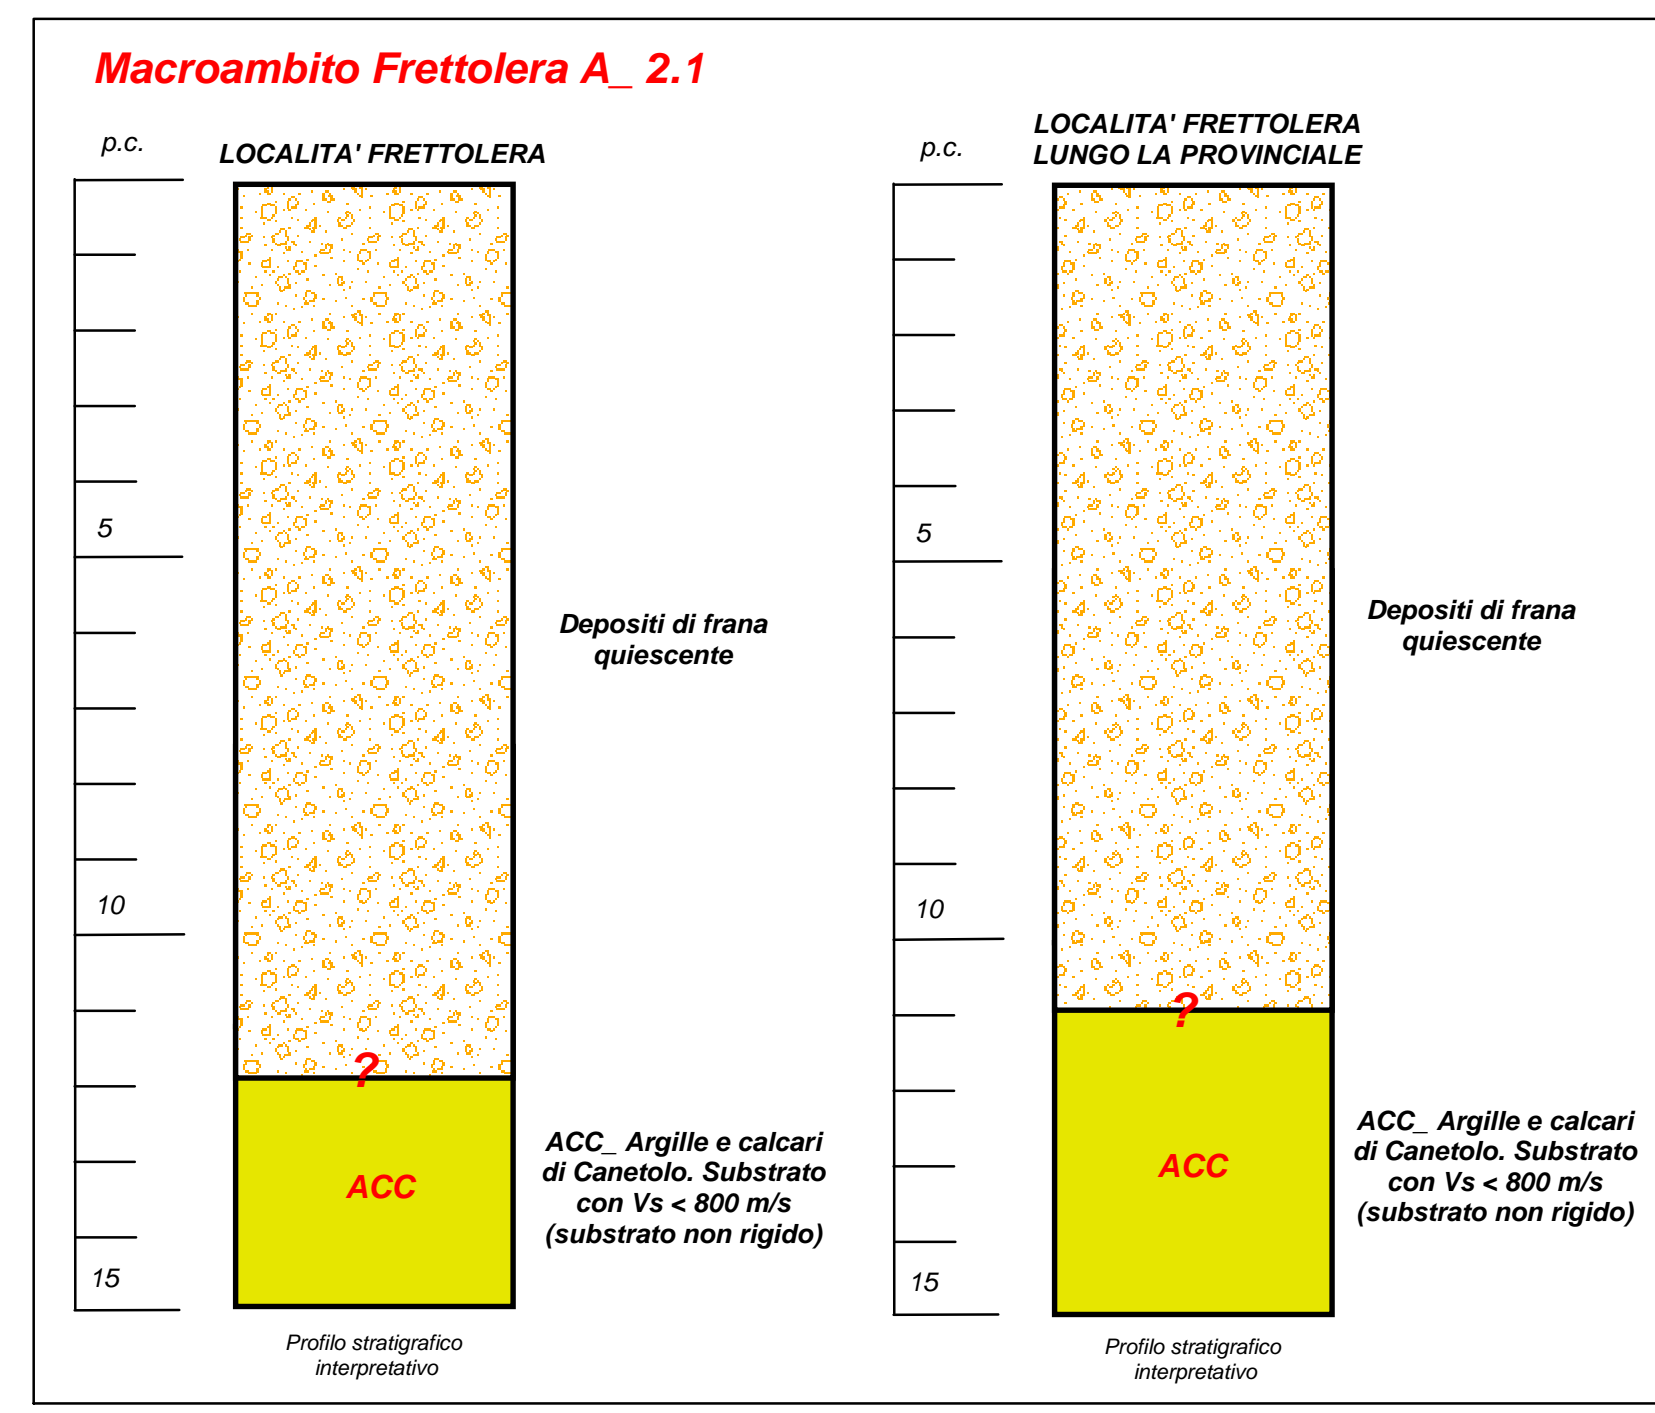 Macroambito Frettolera A_ 2.1
p.c.
LOCALITA' FRETTOLERA
5
10
15
Depositi di frana
quiescente
?
ACC
ACC_ Argille e calcari
di Canetolo. Substrato
con Vs < 800 m/s
(substrato non rigido)
Profilo stratigrafico
interpretativo
p.c.
LOCALITA' FRETTOLERA
LUNGO LA PROVINCIALE
5
10
15
Depositi di frana
quiescente
?
ACC
ACC_ Argille e calcari
di Canetolo. Substrato
con Vs < 800 m/s
(substrato non rigido)
Profilo stratigrafico
interpretativo